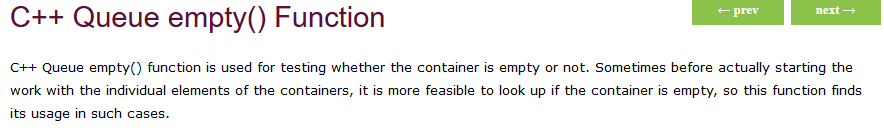 C++ Queue empty() Function
← prev
next →
C++ Queue empty() function is used for testing whether the container is empty or not. Sometimes before actually starting the
work with the individual elements of the containers, it is more feasible to look up if the container is empty, so this function finds
its usage in such cases.